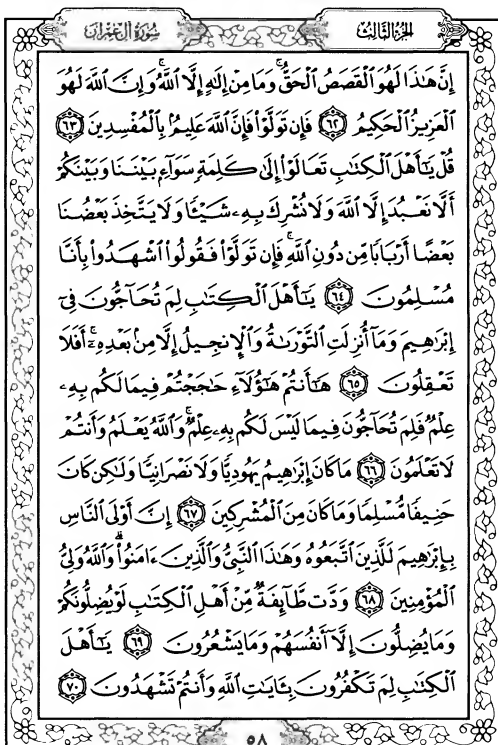 الجزء الثالث
سورة آل عمران
إِنَّ هَٰذَا لَهُوَ ٱلْقَصَصُ ٱلْحَقُّ ۚ وَمَا مِنْ إِلَٰهٍ إِلَّا ٱللَّهُ ۚ وَإِنَّ ٱللَّهَ لَهُوَ
ٱلْعَزِيزُ ٱلْحَكِيمُ ٦٢ فَإِن تَوَلَّوْا۟ فَإِنَّ ٱللَّهَ عَلِيمٌۢ بِٱلْمُفْسِدِينَ ٦٣
قُلْ يَٰٓأَهْلَ ٱلْكِتَٰبِ تَعَالَوْا۟ إِلَىٰ كَلِمَةٍ سَوَآءٍۭ بَيْنَنَا وَبَيْنَكُمْ
أَلَّا نَعْبُدَ إِلَّا ٱللَّهَ وَلَا نُشْرِكَ بِهِۦ شَيْـًٔا وَلَا يَتَّخِذَ بَعْضُنَا
بَعْضًا أَرْبَابًا مِّن دُونِ ٱللَّهِ ۚ فَإِن تَوَلَّوْا۟ فَقُولُوا۟ ٱشْهَدُوا۟ بِأَنَّا
مُسْلِمُونَ ٦٤ يَٰٓأَهْلَ ٱلْكِتَٰبِ لِمَ تُحَآجُّونَ فِىٓ
إِبْرَٰهِيمَ وَمَآ أُنزِلَتِ ٱلتَّوْرَىٰةُ وَٱلْإِنجِيلُ إِلَّا مِنۢ بَعْدِهِۦٓ ۚ أَفَلَا
تَعْقِلُونَ ٦٥ هَٰٓأَنتُمْ هَٰٓؤُلَآءِ حَٰجَجْتُمْ فِيمَا لَكُم بِهِۦ
عِلْمٌ فَلِمَ تُحَآجُّونَ فِيمَا لَيْسَ لَكُم بِهِۦ عِلْمٌ ۚ وَٱللَّهُ يَعْلَمُ وَأَنتُمْ
لَا تَعْلَمُونَ ٦٦ مَا كَانَ إِبْرَٰهِيمُ يَهُودِيًّا وَلَا نَصْرَانِيًّا وَلَٰكِن كَانَ
حَنِيفًا مُّسْلِمًا وَمَا كَانَ مِنَ ٱلْمُشْرِكِينَ ٦٧ إِنَّ أَوْلَى ٱلنَّاسِ
بِإِبْرَٰهِيمَ لَلَّذِينَ ٱتَّبَعُوهُ وَهَٰذَا ٱلنَّبِىُّ وَٱلَّذِينَ ءَامَنُوا۟ ۗ وَٱللَّهُ وَلِىُّ
ٱلْمُؤْمِنِينَ ٦٨ وَدَّت طَّآئِفَةٌ مِّنْ أَهْلِ ٱلْكِتَٰبِ لَوْ يُضِلُّونَكُمْ
وَمَا يُضِلُّونَ إِلَّآ أَنفُسَهُمْ وَمَا يَشْعُرُونَ ٦٩ يَٰٓأَهْلَ
ٱلْكِتَٰبِ لِمَ تَكْفُرُونَ بِـَٔايَٰتِ ٱللَّهِ وَأَنتُمْ تَشْهَدُونَ ٧٠
٥٨